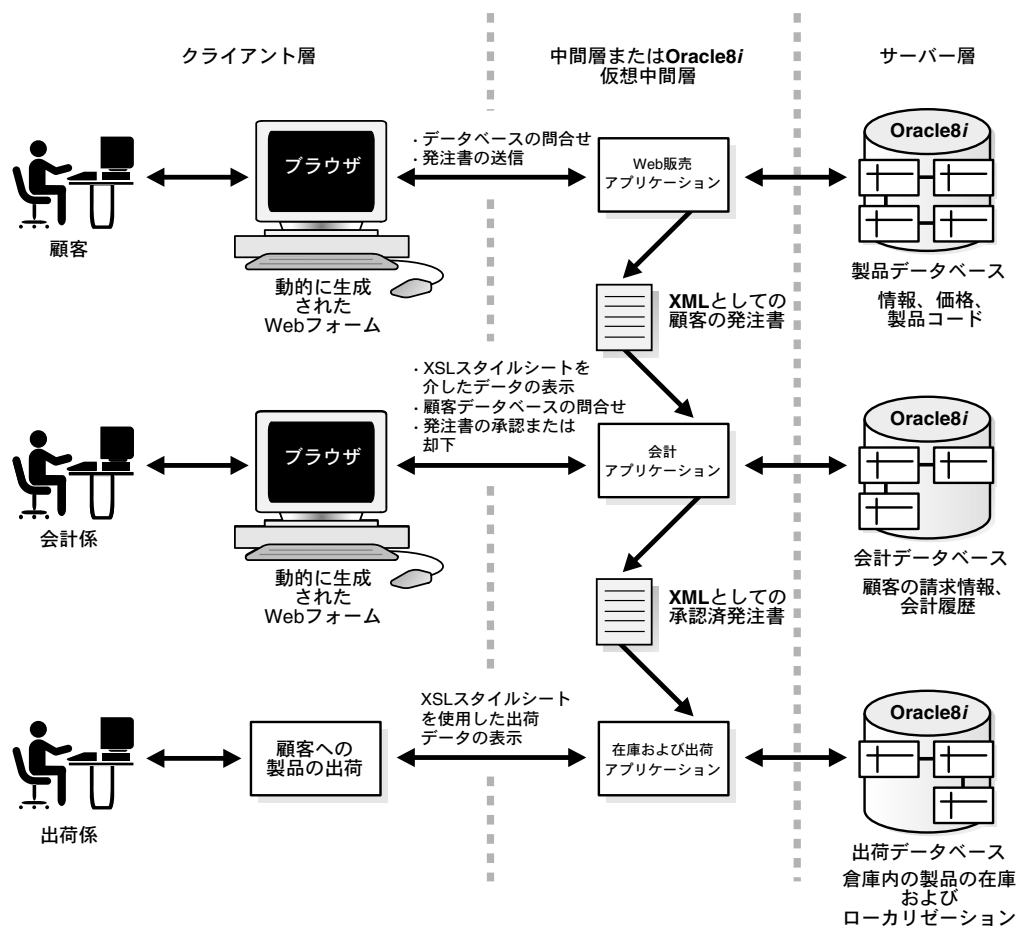 クライアント層
中間層またはOracle8i
仮想中間層
サーバー層
ブラウザ
・データベースの問合せ
・発注書の送信
Web販売
アプリケーション
Oracle8i
顧客
動的に生成
された
Webフォーム
製品データベース
情報、価格、
製品コード
XMLとしての
顧客の発注書
・XSLスタイルシートを
介したデータの表示
・顧客データベースの問合せ
・発注書の承認または
却下
ブラウザ
会計
アプリケーション
Oracle8i
会計係
動的に生成
された
Webフォーム
会計データベース
顧客の請求情報、
会計履歴
XMLとしての
承認済発注書
XSLスタイルシート
を使用した出荷
データの表示
顧客への
製品の出荷
在庫および出荷
アプリケーション
Oracle8i
出荷係
出荷データベース
倉庫内の製品の在庫
および
ローカリゼーション